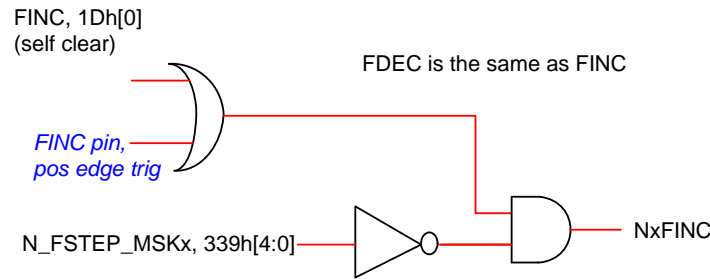 FINC, 1Dh[0]
(self clear)
FDEC is the same as FINC
FINC pin,
pos edge trig
N_FSTEP_MSKx, 339h[4:0]
NxFINC